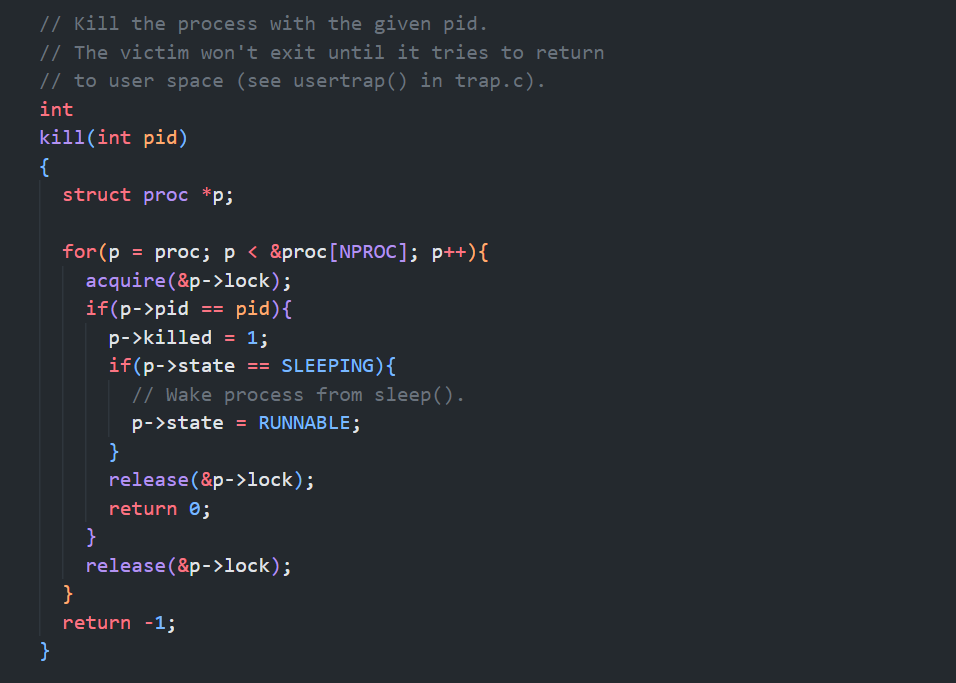 // Kill the process with the given pid.
// The victim won't exit until it tries to return
// to user space (see usertrap() in trap.c).
int
kill(int pid)
{
  struct proc *p;

  for(p = proc; p < &proc[NPROC]; p++){
    acquire(&p->lock);
    if(p->pid == pid){
      p->killed = 1;
      if(p->state == SLEEPING){
        // Wake process from sleep().
        p->state = RUNNABLE;
      }
      release(&p->lock);
      return 0;
    }
    release(&p->lock);
  }
  return -1;
}